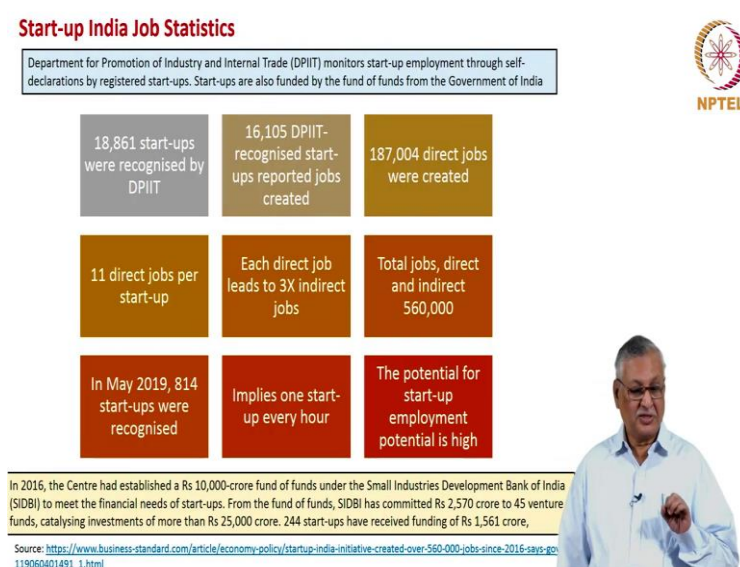 Start-up India Job Statistics
NPTEL
Department for Promotion of Industry and Internal Trade (DPIIT) monitors start-up employment through self-
declarations by registered start-ups. Start-ups are also funded by the fund of funds from the Government of India
18,861 start-ups
were recognised by
DPIIT
16,105 DPIIT-
recognised start-
ups reported jobs
created
187,004 direct jobs
were created
11 direct jobs per
start-up
Each direct job
leads to 3X indirect
jobs
Total jobs, direct
and indirect
560,000
In May 2019, 814
start-ups were
recognised
Implies one start-
up every hour
The potential for
start-up
employment
potential is high
In 2016, the Centre had established a Rs 10,000-crore fund of funds under the Small Industries Development Bank of India
(SIDBI) to meet the financial needs of start-ups. From the fund of funds, SIDBI has committed Rs 2,570 crore to 45 venture
funds, catalysing investments of more than Rs 25,000 crore. 244 start-ups have received funding of Rs 1,561 crore,
Source: https://www.business-standard.com/article/economy-policy/startup-india-initiative-created-over-560-000-jobs-since-2016-says-gov
119060401491_1.html